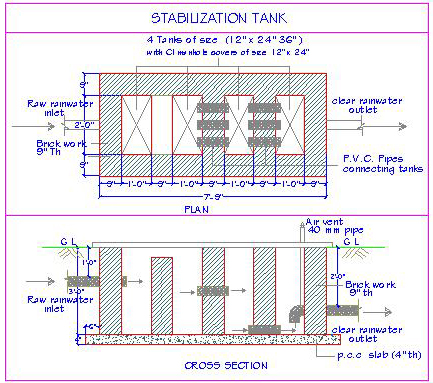 STABILIZATION TANK
4 Tanks of size (12"x 24"36")
with CI manhole covers of size 12"x 24"
9"
Raw rainwater
inlet
clear rainwater
outlet
2'-0"
Brick work
9"Th
9"
P.V.C. Pipes
connecting tanks
9" 1'-0" 9" 1'-0" 9" 1'-0" 9" 1'-0" 9"
7'-9"
PLAN
Air vent
40 mm pipe
G L
G L
1'-0"
2'-0"
3'-0"
Brick work
9"th
Raw rainwater
inlet
6"
clear rainwater
outlet
4"
p.c.c slab (4"th)
CROSS SECTION